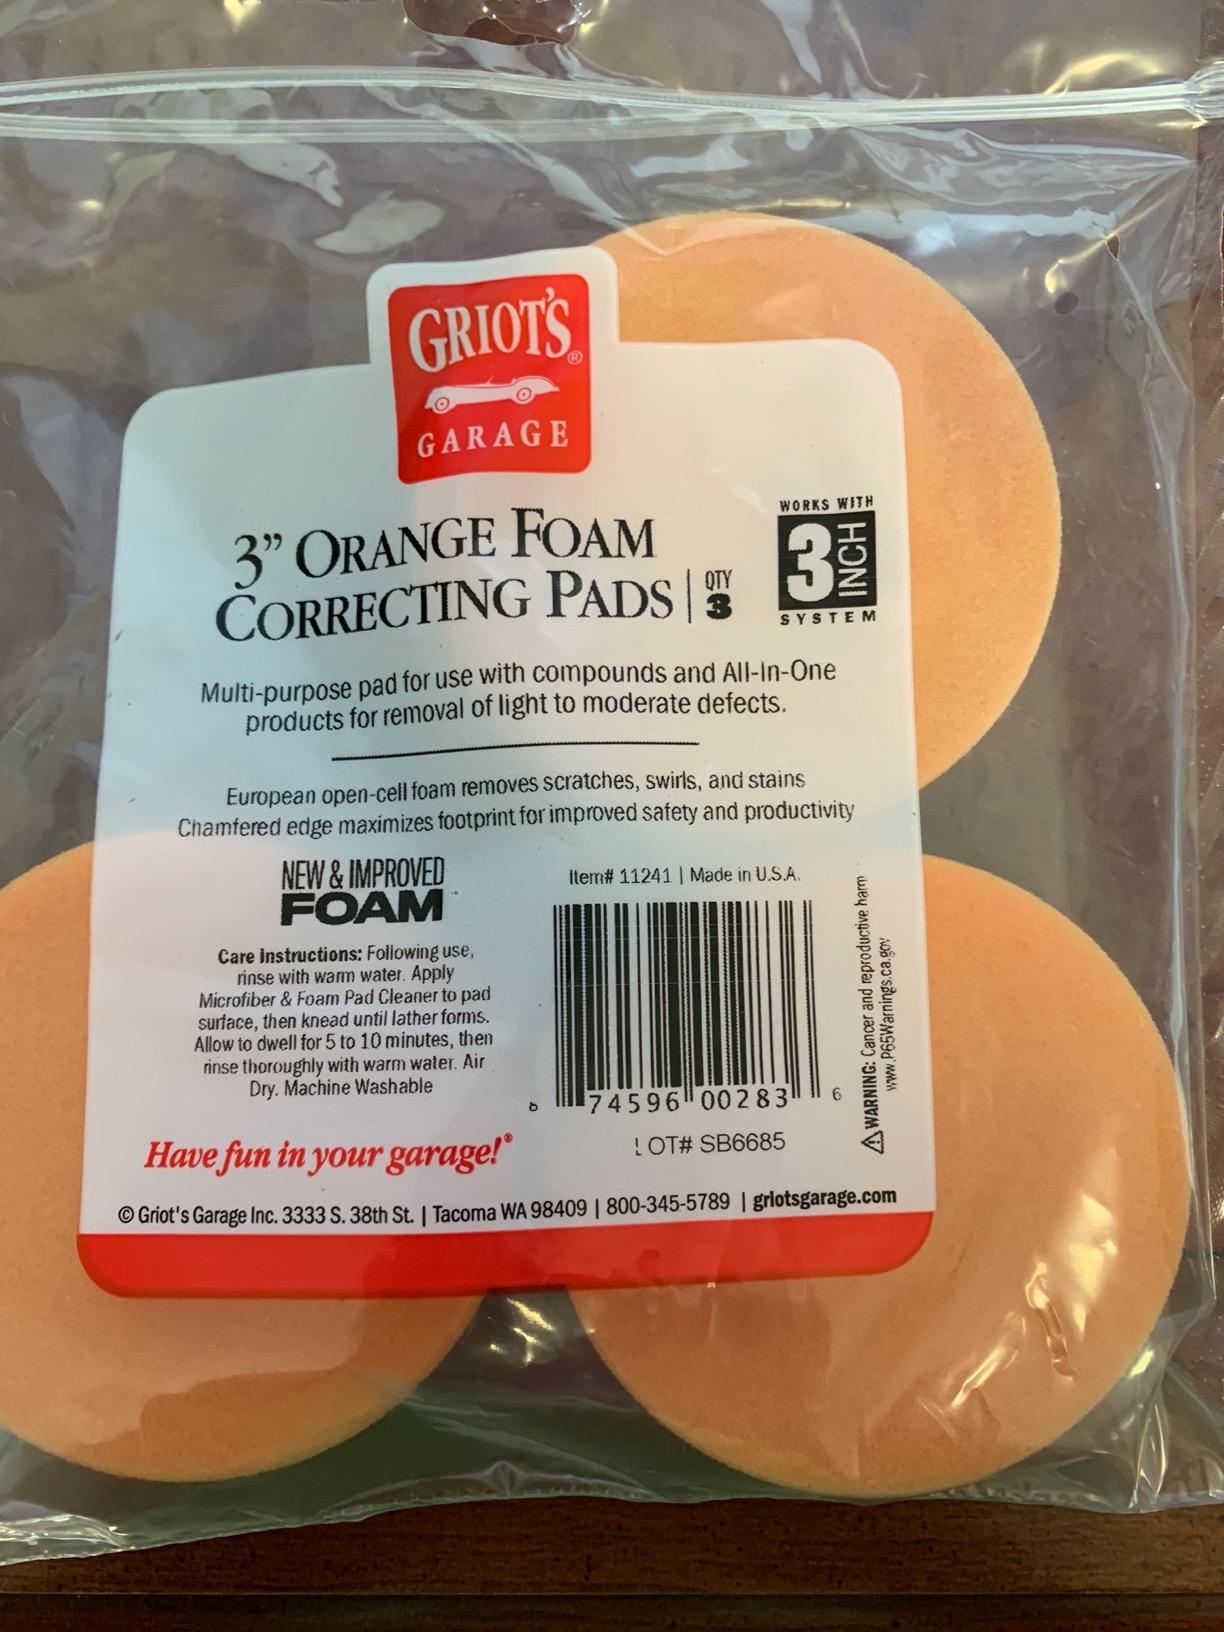 GRIOT'S®
GARAGE
3” ORANGE FOAM
CORRECTING PADS | QTY 3
WORKS WITH
3 INCH
SYSTEM
Multi-purpose pad for use with compounds and All-In-One
products for removal of light to moderate defects.
European open-cell foam removes scratches, swirls, and stains
Chamfered edge maximizes footprint for improved safety and productivity
NEW & IMPROVED
FOAM
Care Instructions: Following use,
rinse with warm water. Apply
Microfiber & Foam Pad Cleaner to pad
surface, then knead until lather forms.
Allow to dwell for 5 to 10 minutes, then
rinse thoroughly with warm water. Air
Dry. Machine Washable
Item# 11241 | Made in U.S.A.
74596 00283 6
LOT# SB6685
⚠WARNING: Cancer and reproductive harm
www.P65Warnings.ca.gov
Have fun in your garage!®
© Griot's Garage Inc. 3333 S. 38th St. | Tacoma WA 98409 | 800-345-5789 | griotsgarage.com